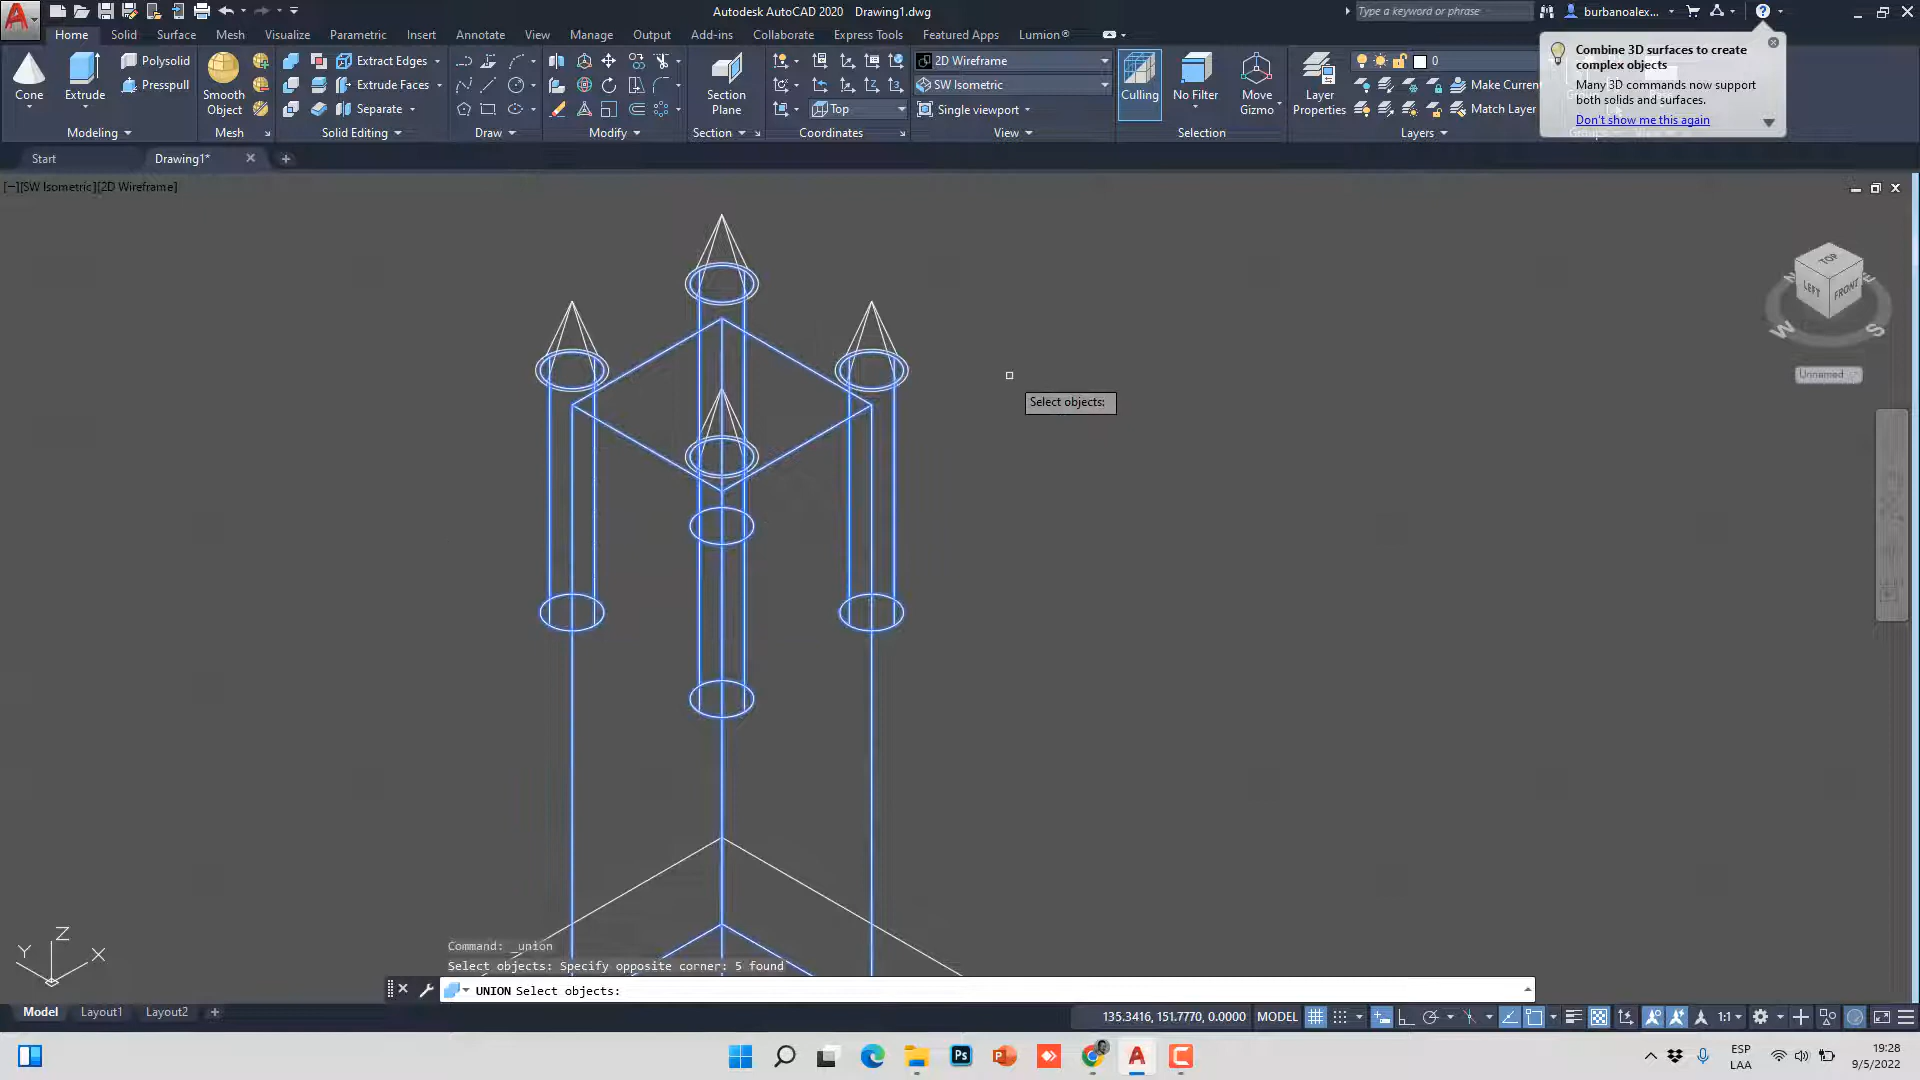 Autodesk AutoCAD 2020 Drawing1.dwg
Type a keyword or phrase
burbanoalex...
Home Solid Surface Mesh Visualize Parametric Insert Annotate View Manage Output Add-ins Collaborate Express Tools Featured Apps Lumion®
Cone
Extrude
Polysolid
Presspull
Modeling
Smooth
Object
Mesh
Extract Edges
Extrude Faces
Separate
Solid Editing
Draw
Modify
Section
Plane
Section
Top
Coordinates
2D Wireframe
SW Isometric
Single viewport
View
Culling
No Filter
Move
Gizmo
Selection
Layer
Properties
0
Make Current
Match Layer
Layers
Combine 3D surfaces to create
complex objects
Many 3D commands now support
both solids and surfaces.
Don't show me this again
Start
Drawing1*
[−][SW Isometric][2D Wireframe]
TOP
LEFT
FRONT
N
E
W
S
Unnamed
Select objects:
Z
Y
X
Command: _union
Select objects: Specify opposite corner: 5 found
UNION Select objects:
Model Layout1 Layout2
135.3416, 151.7770, 0.0000 MODEL
1:1
Ps
ESP
LAA
19:28
9/5/2022